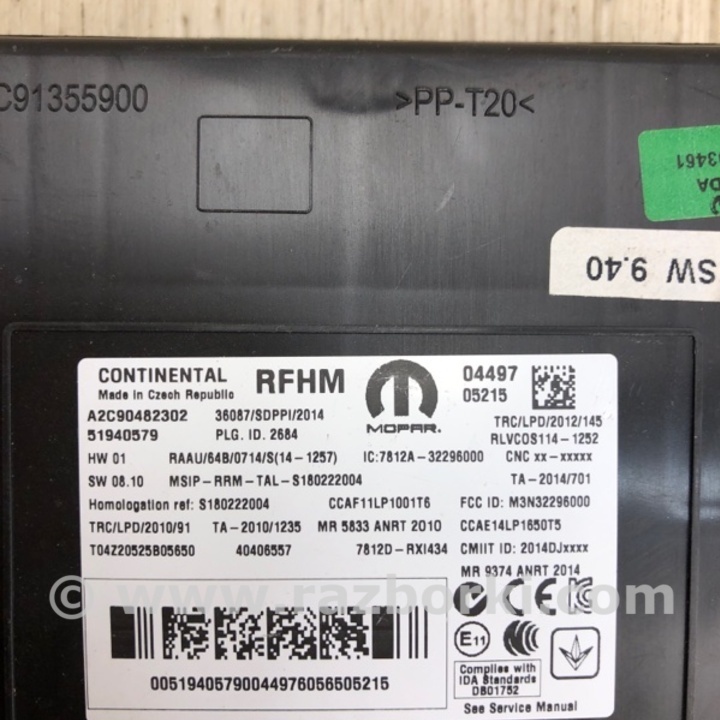 C91355900
>PP-T20<
03461
DA
SW 9.40
CONTINENTAL RFHM
Made in Czech Republic
MOPAR
04497
05215
A2C90482302 36087/SDPPI/2014
51940579 PLG. ID. 2684
TRC/LPD/2012/145
RLVCOS114-1252
HW 01 RAAU/64B/0714/S(14-1257) IC:7812A-32296000 CNC xx-xxxxx
SW 08.10 MSIP-RRM-TAL-S180222004 TA-2014/701
Homologation ref: S180222004 CCAF11LP1001T6 FCC ID: M3N32296000
TRC/LPD/2010/91 TA-2010/1235 MR 5833 ANRT 2010 CCAE14LP1650T5
T04Z20525B05650 40406557 7812D-RXI434 CMIIT ID: 2014DJxxxx
MR 9374 ANRT 2014
© www.razborki.com
E11
Complies with
IDA Standards
DB01752
00519405790044976056505215
See Service Manual